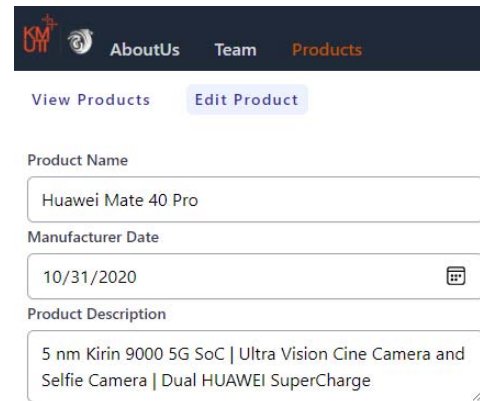 KMUTT
AboutUs Team Products
View Products Edit Product
Product Name
Huawei Mate 40 Pro
Manufacturer Date
10/31/2020
Product Description
5 nm Kirin 9000 5G SoC | Ultra Vision Cine Camera and
Selfie Camera | Dual HUAWEI SuperCharge